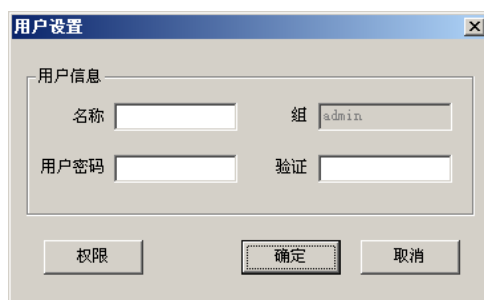 用户设置
用户信息
名称 组 admin
用户密码 验证
权限 确定 取消